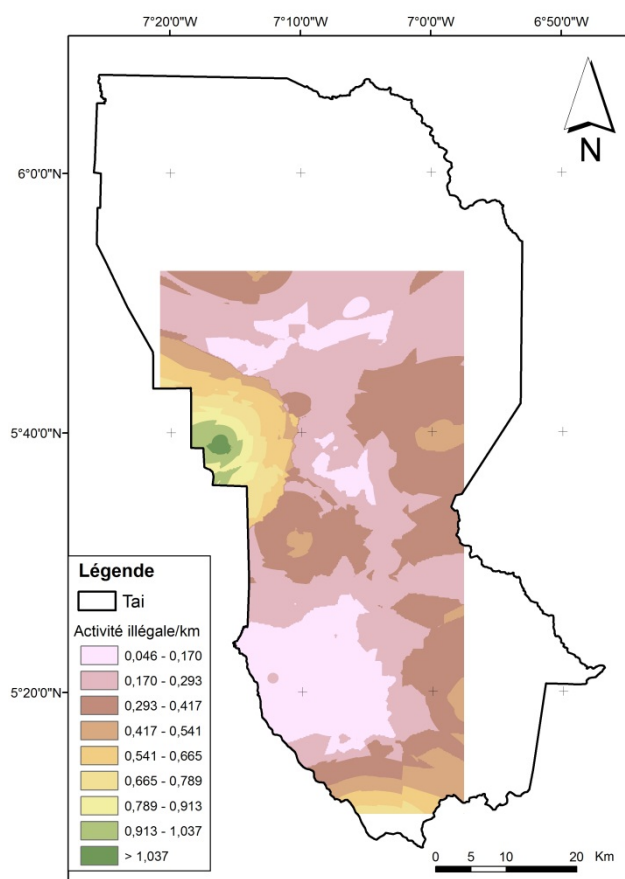 7°20'0"W 7°10'0"W 7°0'0"W 6°50'0"W
N
6°0'0"N
5°40'0"N
5°20'0"N
Légende
Tai
Activité illégale/km
0,046 - 0,170
0,170 - 0,293
0,293 - 0,417
0,417 - 0,541
0,541 - 0,665
0,665 - 0,789
0,789 - 0,913
0,913 - 1,037
> 1,037
0 5 10 20 Km